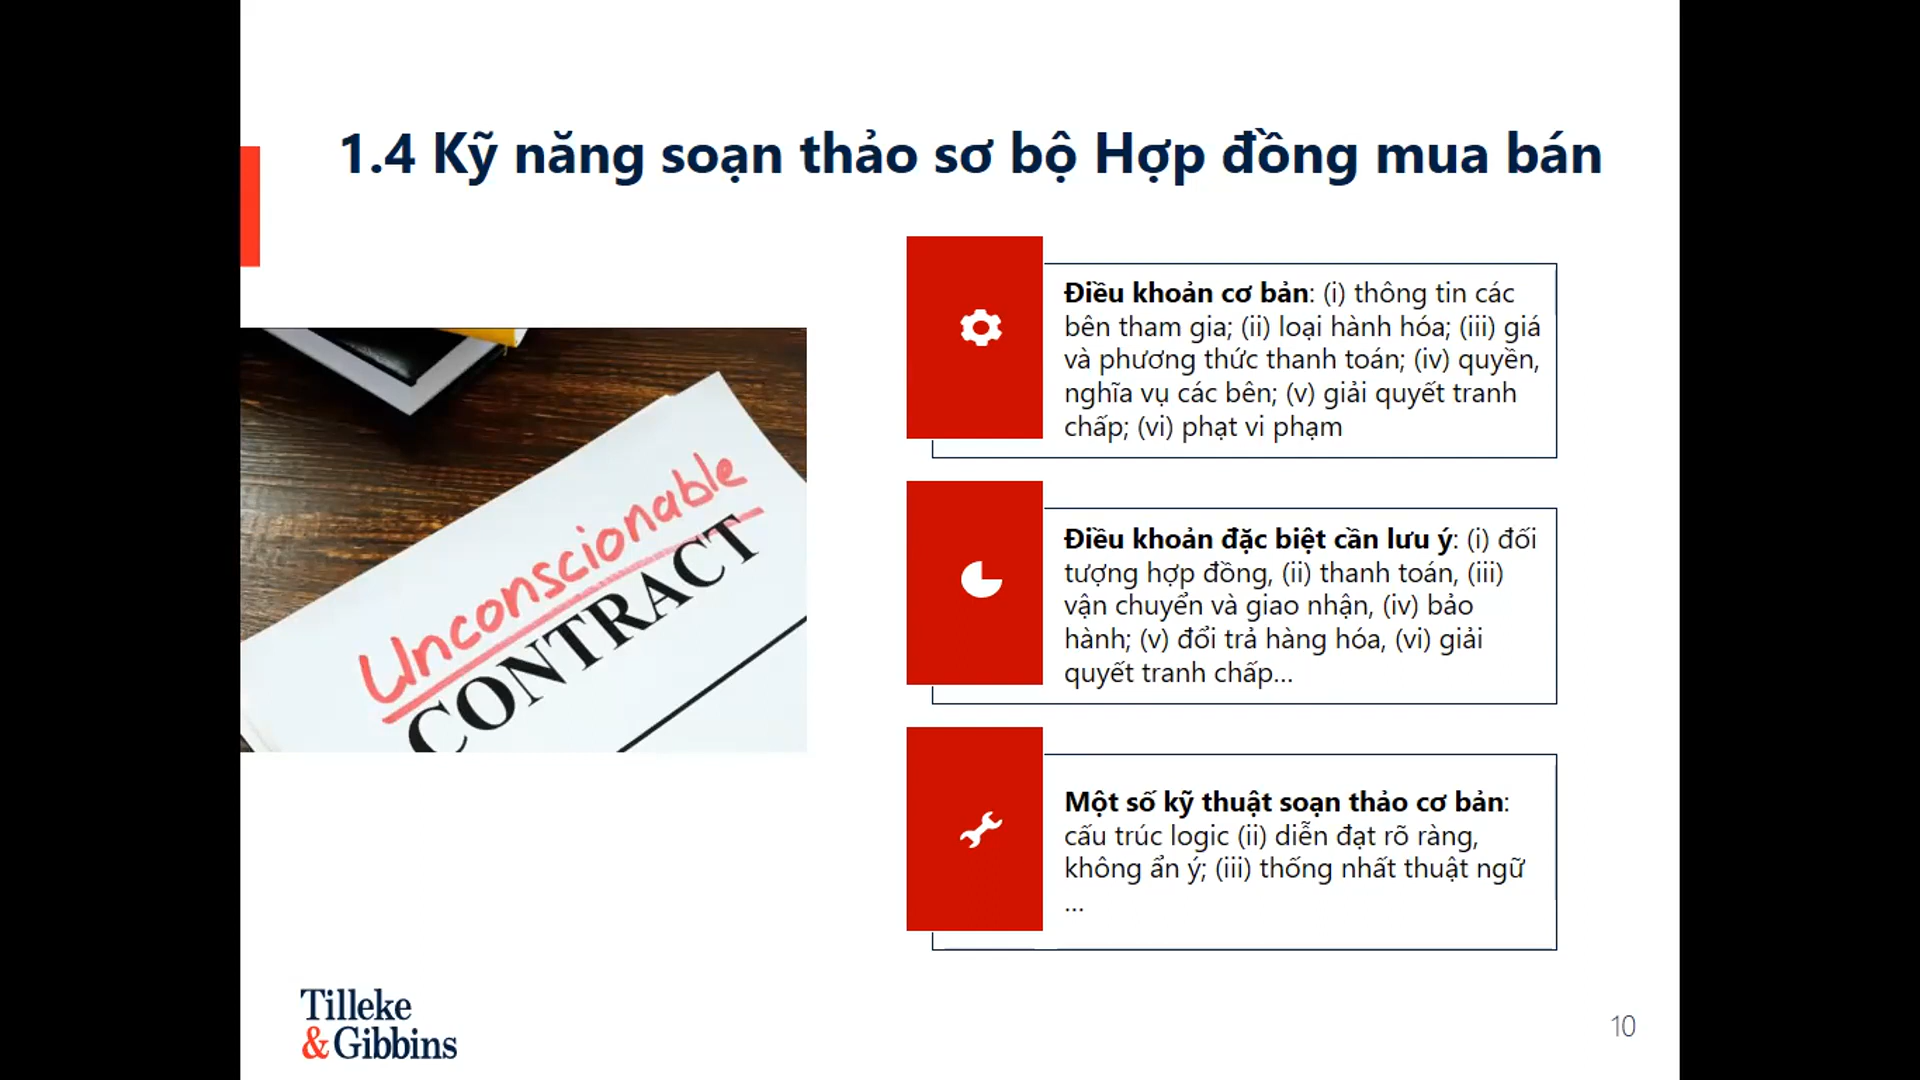 1.4 Kỹ năng soạn thảo sơ bộ Hợp đồng mua bán
Unconscionable
CONTRACT
Điều khoản cơ bản: (i) thông tin các
bên tham gia; (ii) loại hành hóa; (iii) giá
và phương thức thanh toán; (iv) quyền,
nghĩa vụ các bên; (v) giải quyết tranh
chấp; (vi) phạt vi phạm
Điều khoản đặc biệt cần lưu ý: (i) đối
tượng hợp đồng, (ii) thanh toán, (iii)
vận chuyển và giao nhận, (iv) bảo
hành; (v) đổi trả hàng hóa, (vi) giải
quyết tranh chấp...
Một số kỹ thuật soạn thảo cơ bản:
cấu trúc logic (ii) diễn đạt rõ ràng,
không ẩn ý; (iii) thống nhất thuật ngữ
...
Tilleke
&Gibbins
10